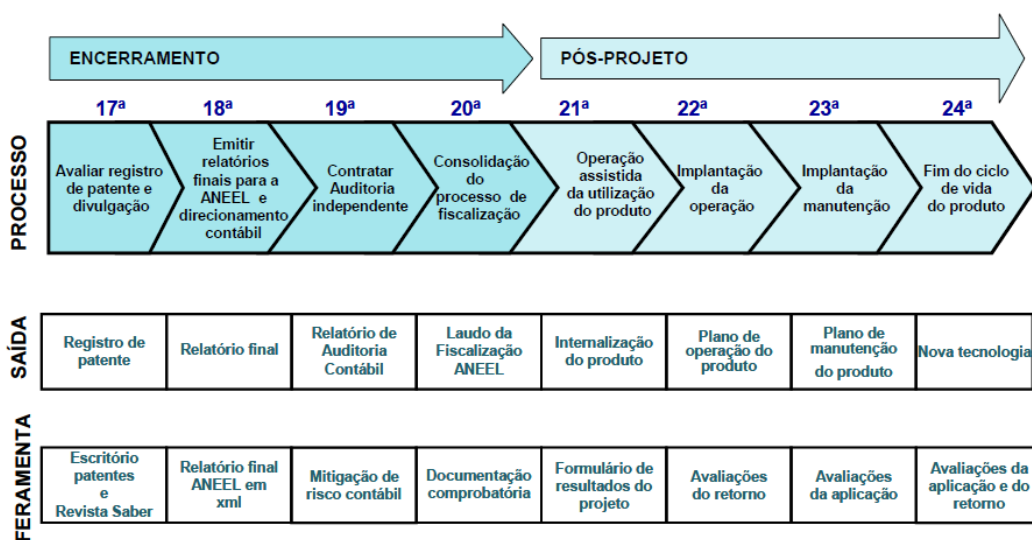 ENCERRAMENTO
PÓS-PROJETO
17ª
18ª
19ª
20ª
21ª
22ª
23ª
24ª
PROCESSO
Avaliar registro
de patente e
divulgação
Emitir
relatórios
finais para a
ANEEL e
direcionamento
contábil
Contratar
Auditoria
independente
Consolidação
do
processo de
fiscalização
Operação
assistida
da utilização
do produto
Implantação
da
operação
Implantação
da
manutenção
Fim do ciclo
de vida
do produto
SAÍDA
Registro de
patente
Relatório final
Relatório de
Auditoria
Contábil
Laudo da
Fiscalização
ANEEL
Internalização
do produto
Plano de
operação do
produto
Plano de
manutenção
do produto
Nova tecnologia
FERAMENTA
Escritório
patentes
e
Revista Saber
Relatório final
ANEEL em
xml
Mitigação de
risco contábil
Documentação
comprobatória
Formulário de
resultados do
projeto
Avaliações
do retorno
Avaliações
da aplicação
Avaliações da
aplicação e do
retorno